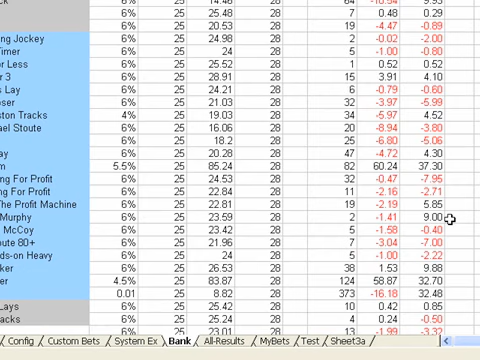 6% 25 14.46 28 64 -10.54 9.93
6% 25 25.48 28 7 0.48 0.29
6% 25 20.53 28 19 -4.47 -0.89
ng Jockey 6% 25 24.98 28 2 -0.02 -2.00
Timer 6% 25 24 28 1 -1.00 -0.80
or Less 6% 25 25.52 28 1 0.52 0.52
r 3 6% 25 28.91 28 15 3.91 4.10
s Lay 6% 25 24.21 28 6 -0.79 -0.60
oser 6% 25 21.03 28 32 -3.97 -5.99
ston Tracks 4% 25 19.03 28 34 -5.97 4.52
ael Stoute 6% 25 16.06 28 20 -8.94 -3.80
6% 25 18.2 28 25 -6.80 -5.06
ay 6% 25 20.28 28 47 -4.72 4.30
m 5.5% 25 85.24 28 82 60.24 37.30
ng For Profit 6% 25 24.53 28 32 -0.47 -7.95
ng For Profit 6% 25 22.84 28 11 -2.16 -2.71
The Profit Machine 6% 25 22.81 28 19 -2.19 5.85
Murphy 6% 25 23.59 28 2 -1.41 9.00
McCoy 6% 25 23.42 28 5 -1.58 -0.40
ute 80+ 6% 25 21.96 28 7 -3.04 -7.00
ds-on Heavy 6% 25 24 28 5 -1.00 -2.22
ker 6% 25 26.53 28 38 1.53 9.88
er 4.5% 25 83.87 28 124 58.87 32.70
0.01 25 8.82 28 373 -16.18 32.48
Lays 6% 25 25.42 28 10 0.42 0.85
acks 6% 25 25.24 28 4 0.24 -0.50
6% 25 23.01 28 13 -1.99 -3.32
Config Custom Bets System Ex Bank All-Results MyBets Test Sheet3a